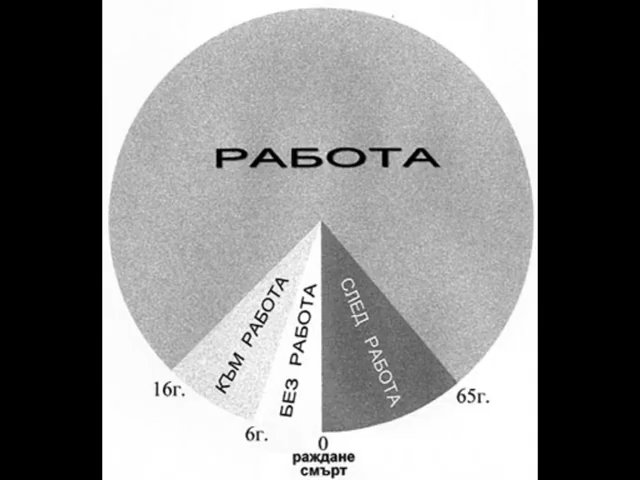 РАБОТА
КЪМ РАБОТА
БЕЗ РАБОТА
СЛЕД РАБОТА
16г.
6г.
0
65г.
раждане
смърт